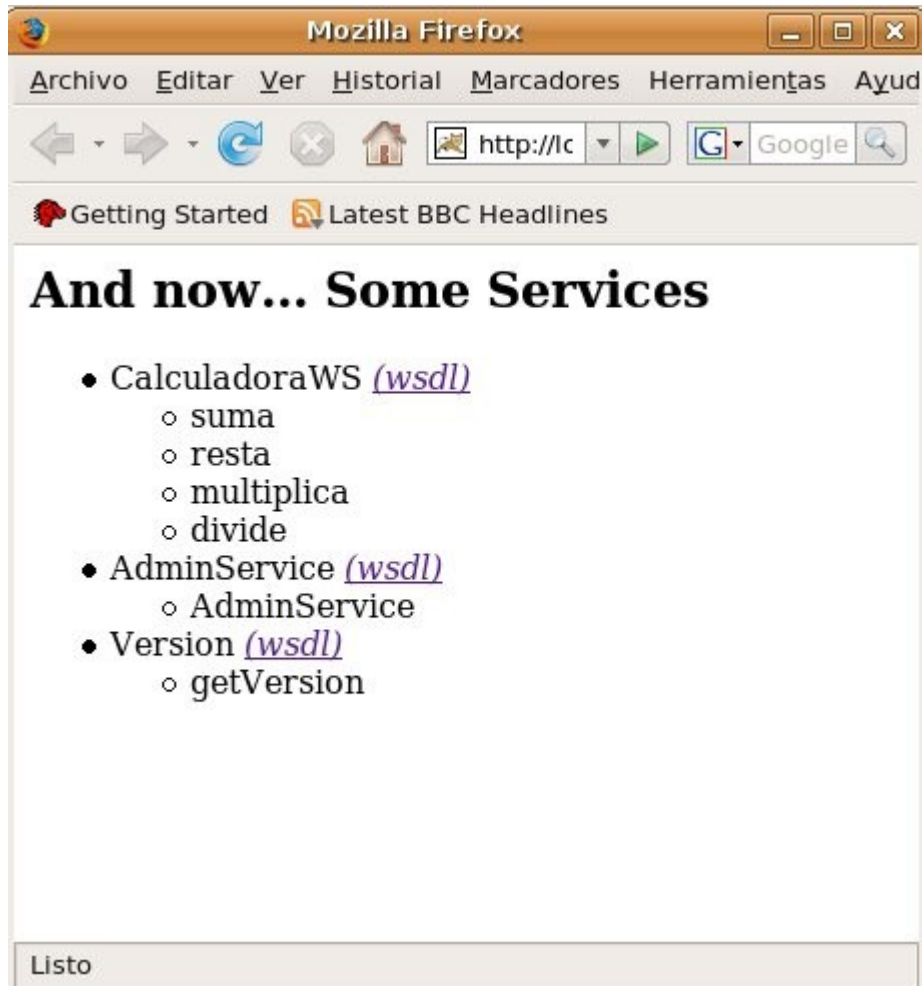 Mozilla Firefox
Archivo Editar Ver Historial Marcadores Herramientas Ayud
http://lc G Google
Getting Started Latest BBC Headlines
And now... Some Services
CalculadoraWS (wsdl)
suma
resta
multiplica
divide
AdminService (wsdl)
AdminService
Version (wsdl)
getVersion
Listo